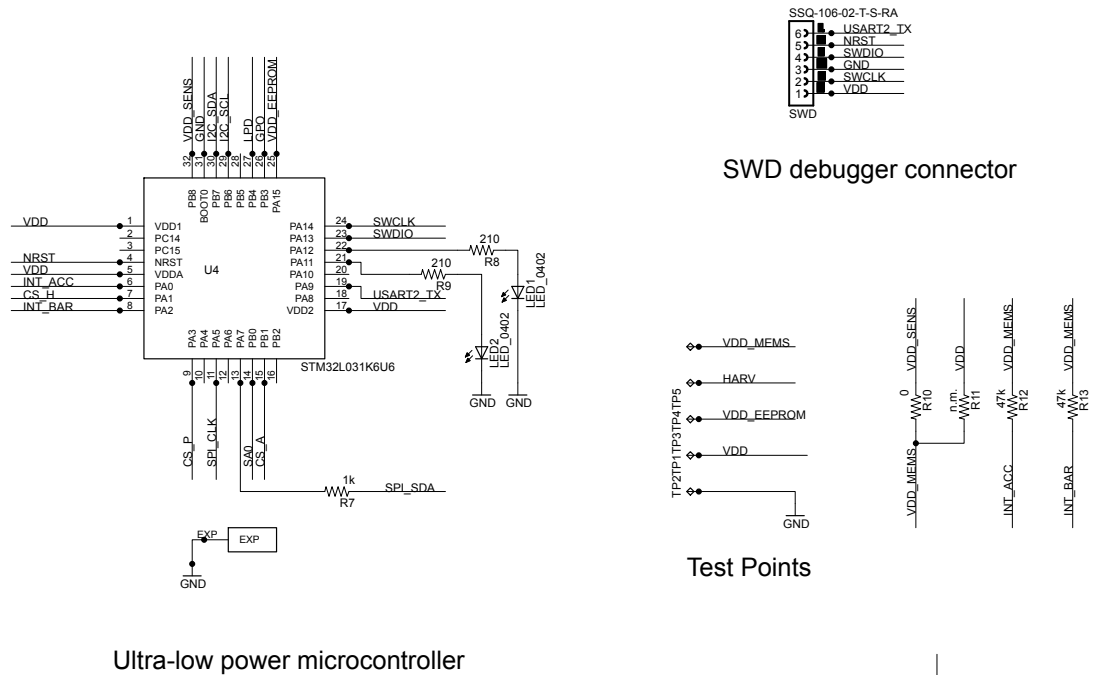 SSQ-106-02-T-S-RA
6 USART2_TX
5 NRST
4 SWDIO
3 GND
2 SWCLK
1 VDD
SWD
SWD debugger connector
VDD_SENS
GND
I2C_SDA
I2C_SCL
LPD
GPO
VDD_EEPROM
32 31 30 29 28 27 26 25
PB8 BOOT0 PB7 PB6 PB5 PB4 PB3 PA15
VDD 1 VDD1
2 PC14
3 PC15
NRST 4 NRST
VDD 5 VDDA
INT_ACC 6 PA0
CS_H 7 PA1
INT_BAR 8 PA2
U4
PA14 24 SWCLK
PA13 23 SWDIO
PA12 22
PA11 21
PA10 20
PA9 19
PA8 18 USART2_TX
VDD2 17 VDD
210
R8
210
R9
LED1
LED_0402
LED2
LED_0402
GND
GND
PA3 PA4 PA5 PA6 PA7 PB0 PB1 PB2
9 10 11 12 13 14 15 16
STM32L031K6U6
CS_P
SPI_CLK
SA0
CS_A
1k
R7
SPI_SDA
EXP
EXP
GND
Ultra-low power microcontroller
VDD_MEMS
HARV
VDD_EEPROM
VDD
TP2TP1TP3TP4TP5
GND
Test Points
VDD_SENS
0
R10
VDD_MEMS
VDD
n.m.
R11
VDD_MEMS
47k
R12
INT_ACC
VDD_MEMS
47k
R13
INT_BAR